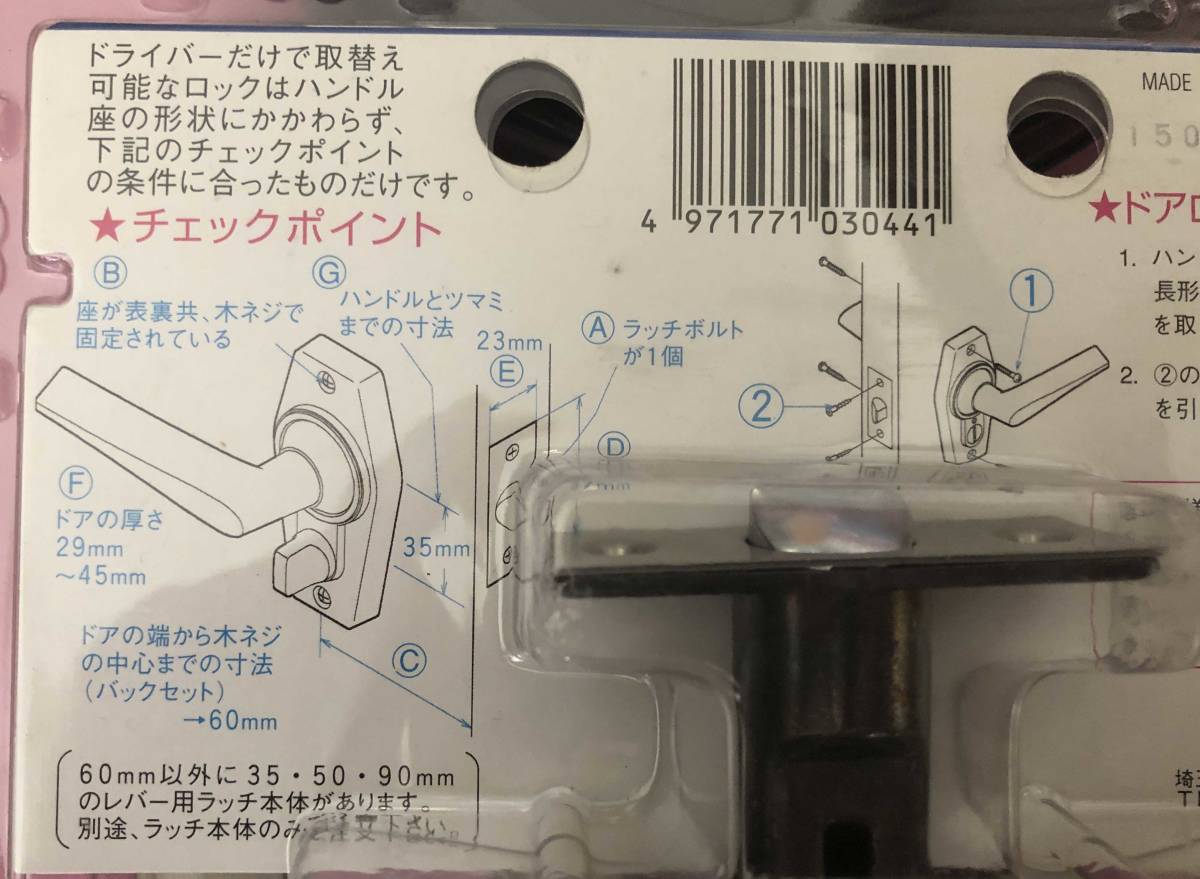 ドライバーだけで取替え
可能なロックはハンドル
座の形状にかかわらず、
下記のチェックポイント
の条件に合ったものだけです。
★チェックポイント
4 971771 030441
MADE
150
★ドアロ
1. ハン
長形
を取
2. ②の
を引
①
②
Ⓑ
座が表裏共、木ネジで
固定されている
Ⓖ
ハンドルとツマミ
までの寸法
23mm
Ⓔ
Ⓐ ラッチボルト
が1個
Ⓓ
Ⓕ
ドアの厚さ
29mm
～45mm
35mm
Ⓒ
ドアの端から木ネジ
の中心までの寸法
(バックセット)
→60mm
60mm以外に35・50・90mm
のレバー用ラッチ本体があります。
別途、ラッチ本体のみご注文下さい。
埼玉